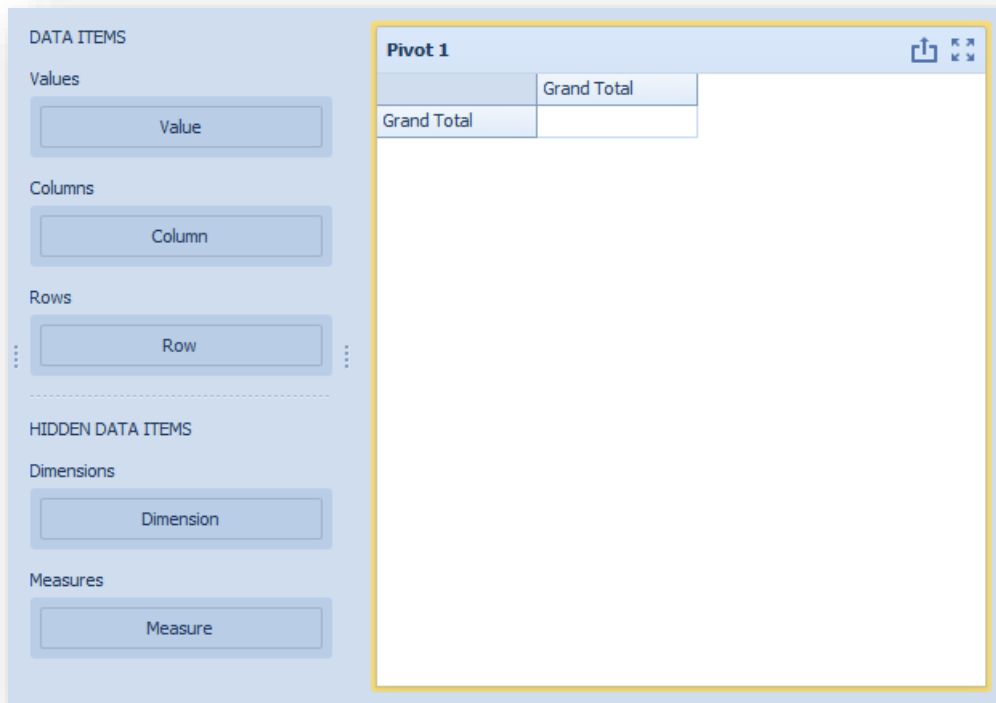 DATA ITEMS
Values
Value
Columns
Column
Rows
Row
HIDDEN DATA ITEMS
Dimensions
Dimension
Measures
Measure
Pivot 1
Grand Total
Grand Total